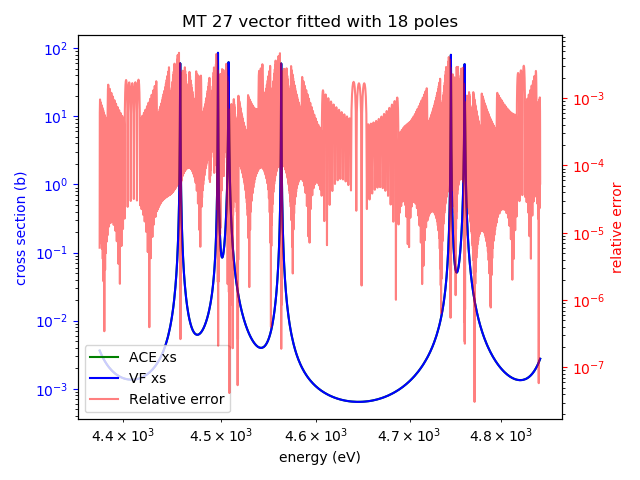 MT 27 vector fitted with 18 poles
10²
10¹
10⁰
10⁻¹
10⁻²
10⁻³
cross section (b)
10⁻³
10⁻⁴
10⁻⁵
10⁻⁶
10⁻⁷
relative error
ACE xs
VF xs
Relative error
4.4 × 10³ 4.5 × 10³ 4.6 × 10³ 4.7 × 10³ 4.8 × 10³
energy (eV)